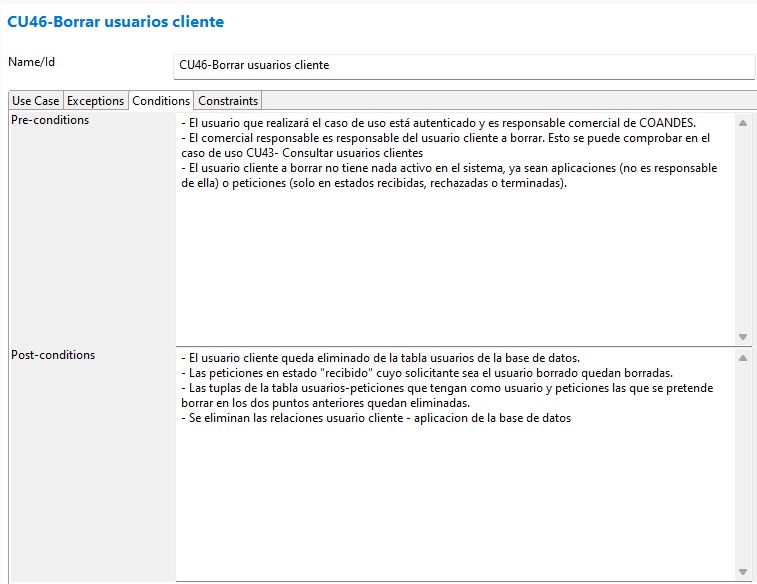 CU46-Borrar usuarios cliente
Name/Id
CU46-Borrar usuarios cliente
Use Case Exceptions Conditions Constraints
Pre-conditions
- El usuario que realizará el caso de uso está autenticado y es responsable comercial de COANDES.
- El comercial responsable es responsable del usuario cliente a borrar. Esto se puede comprobar en el
caso de uso CU43- Consultar usuarios clientes
- El usuario cliente a borrar no tiene nada activo en el sistema, ya sean aplicaciones (no es responsable
de ella) o peticiones (solo en estados recibidas, rechazadas o terminadas).
Post-conditions
- El usuario cliente queda eliminado de la tabla usuarios de la base de datos.
- Las peticiones en estado "recibido" cuyo solicitante sea el usuario borrado quedan borradas.
- Las tuplas de la tabla usuarios-peticiones que tengan como usuario y peticiones las que se pretende
borrar en los dos puntos anteriores quedan eliminadas.
- Se eliminan las relaciones usuario cliente - aplicacion de la base de datos